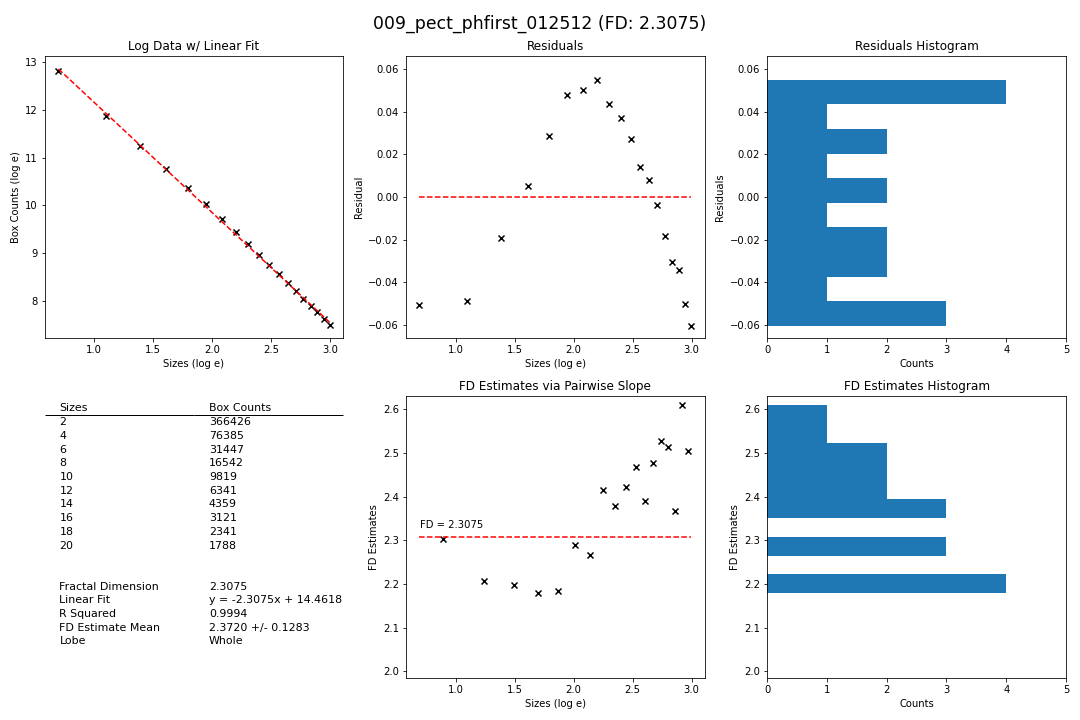 009_pect_phfirst_012512 (FD: 2.3075)
Log Data w/ Linear Fit
13
12
11
10
9
8
Box Counts (log e)
1.0 1.5 2.0 2.5 3.0
Sizes (log e)
Residuals
0.06
0.04
0.02
0.00
−0.02
−0.04
−0.06
Residual
1.0 1.5 2.0 2.5 3.0
Sizes (log e)
Residuals Histogram
0.06
0.04
0.02
0.00
−0.02
−0.04
−0.06
Residuals
0 1 2 3 4 5
Counts
Sizes Box Counts
2 366426
4 76385
6 31447
8 16542
10 9819
12 6341
14 4359
16 3121
18 2341
20 1788
Fractal Dimension 2.3075
Linear Fit y = -2.3075x + 14.4618
R Squared 0.9994
FD Estimate Mean 2.3720 +/- 0.1283
Lobe Whole
FD Estimates via Pairwise Slope
2.6
2.5
2.4
2.3
2.2
2.1
2.0
FD Estimates
FD = 2.3075
1.0 1.5 2.0 2.5 3.0
Sizes (log e)
FD Estimates Histogram
2.6
2.5
2.4
2.3
2.2
2.1
2.0
FD Estimates
0 1 2 3 4 5
Counts